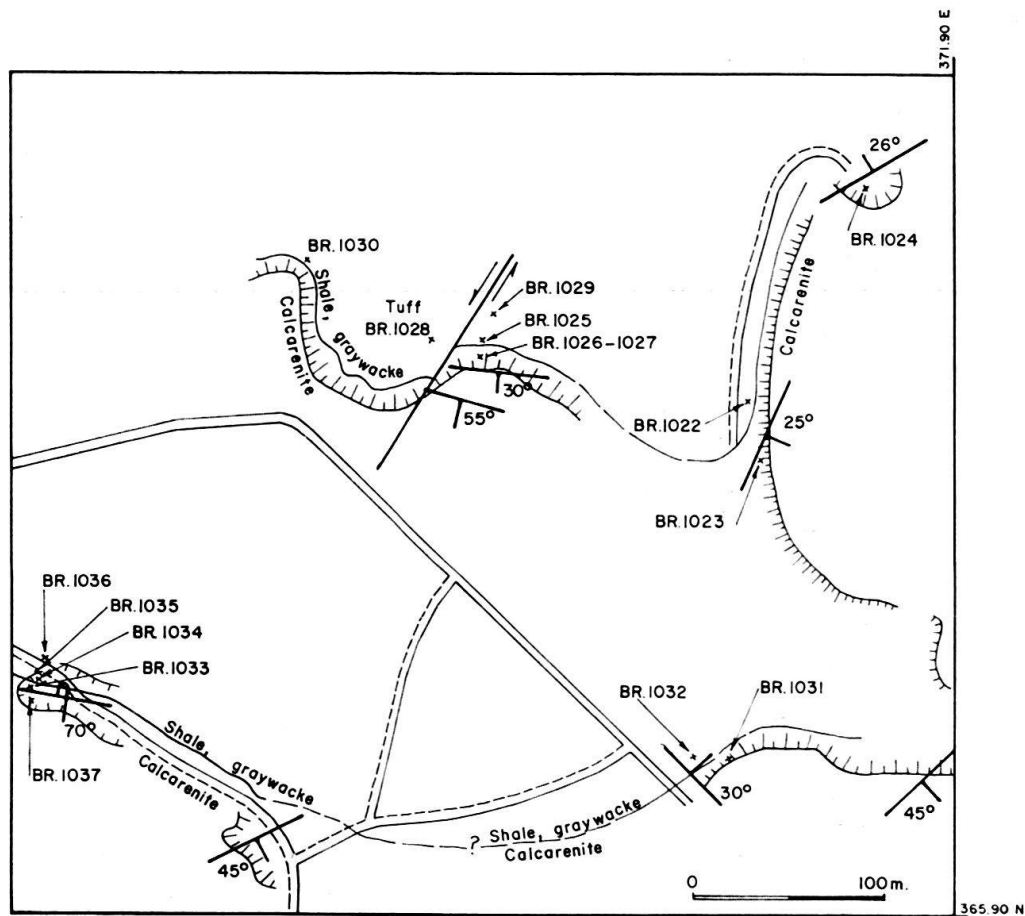 371.90 E
26°
BR.1024
BR.1030
Shale, graywacke
Calcarenite
Tuff
BR.1028
BR.1029
BR.1025
BR.1026-1027
30°
55°
Calcarenite
BR.1022
25°
BR.1023
BR.1036
BR.1035
BR.1034
BR.1033
70°
BR.1037
Shale, graywacke
Calcarenite
45°
BR.1032
BR.1031
30°
45°
? Shale, graywacke
Calcarenite
0 100 m.
365.90 N